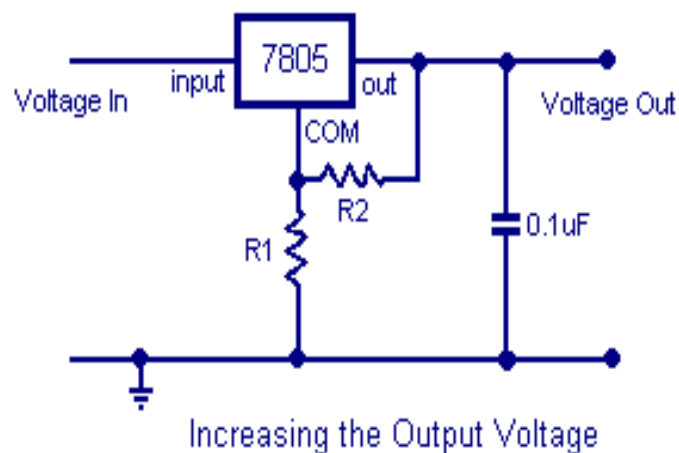 7805
input
out
Voltage In
Voltage Out
COM
R2
R1
0.1uF
Increasing the Output Voltage